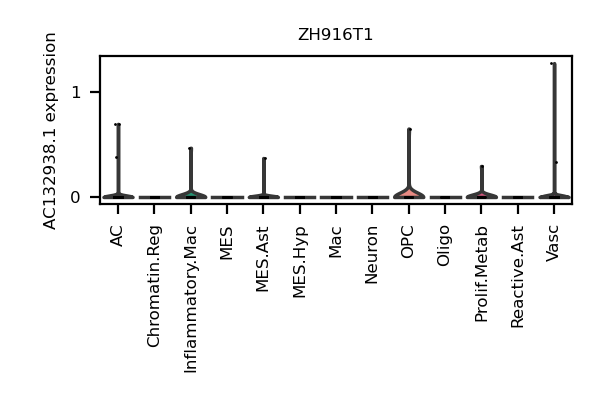 ZH916T1
AC132938.1 expression
1
0
AC
Chromatin.Reg
Inflammatory.Mac
MES
MES.Ast
MES.Hyp
Mac
Neuron
OPC
Oligo
Prolif.Metab
Reactive.Ast
Vasc